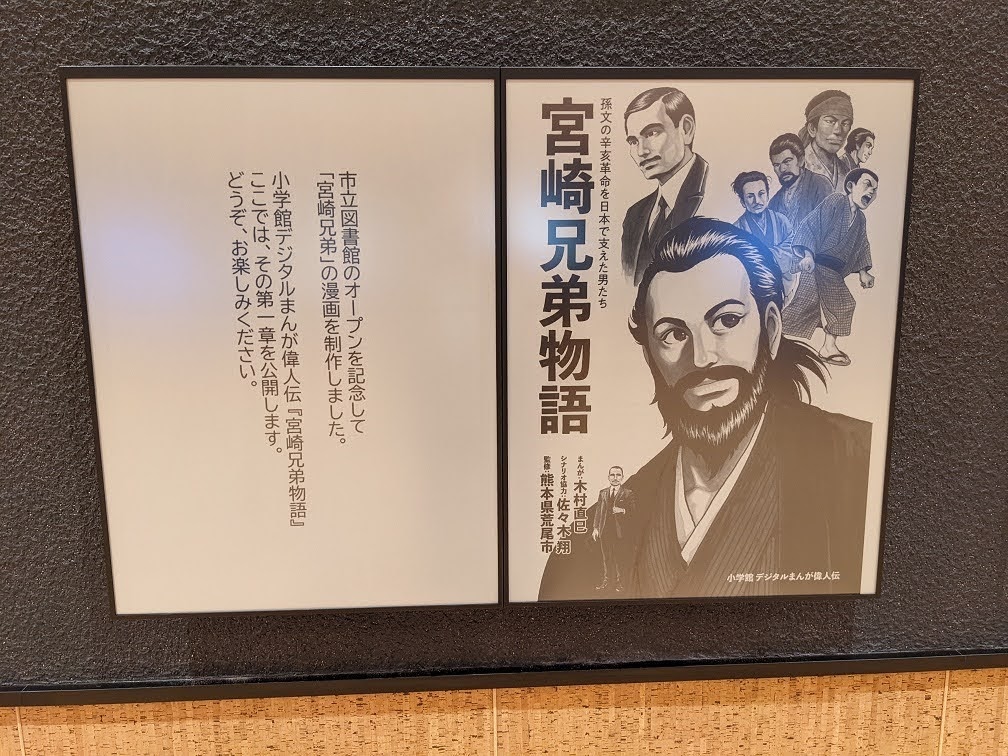 市立図書館のオープンを記念して
「宮崎兄弟」の漫画を制作しました。
小学館デジタルまんが偉人伝『宮崎兄弟物語』
ここでは、その第一章を公開します。
どうぞ、お楽しみください。
孫文の辛亥革命を日本で支えた男たち
宮崎兄弟物語
まんが:木村直巳
シナリオ協力:佐々木翔
監修:熊本県荒尾市
小学館 デジタルまんが偉人伝